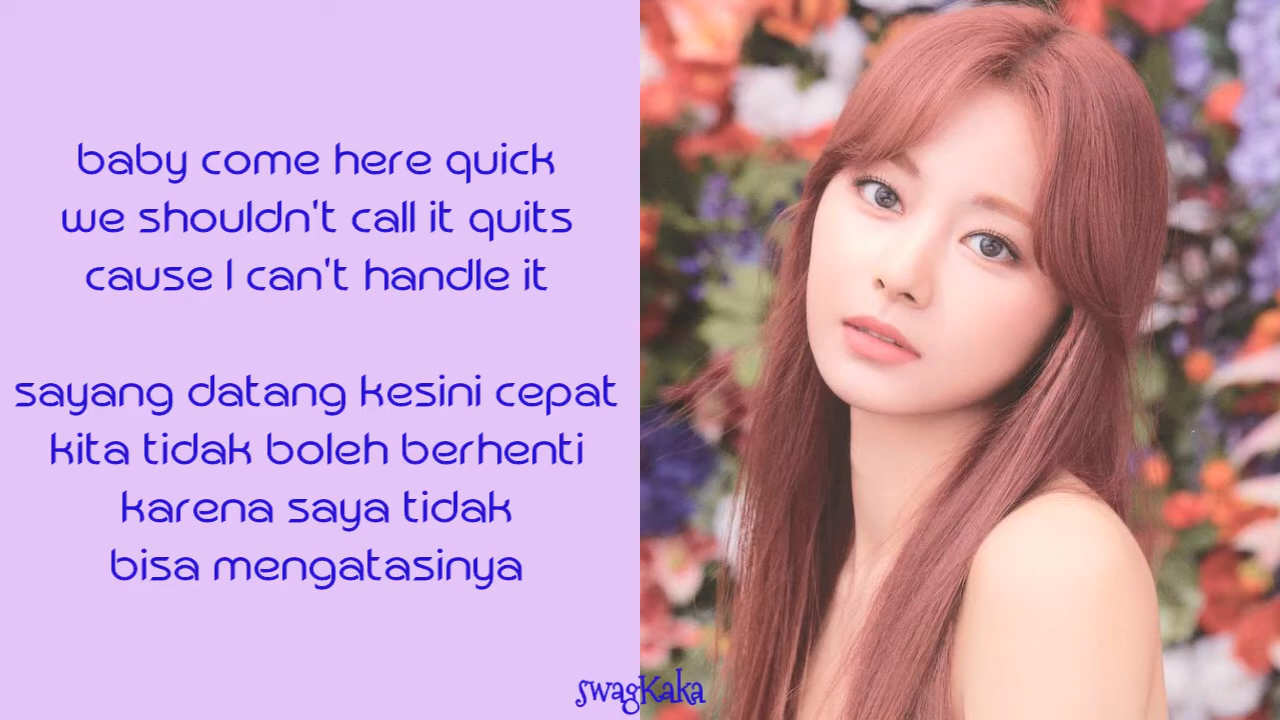 baby come here quick
we shouldn't call it quits
cause I can't handle it
sayang datang kesini cepat
kita tidak boleh berhenti
karena saya tidak
bisa mengatasinya
swagKaka